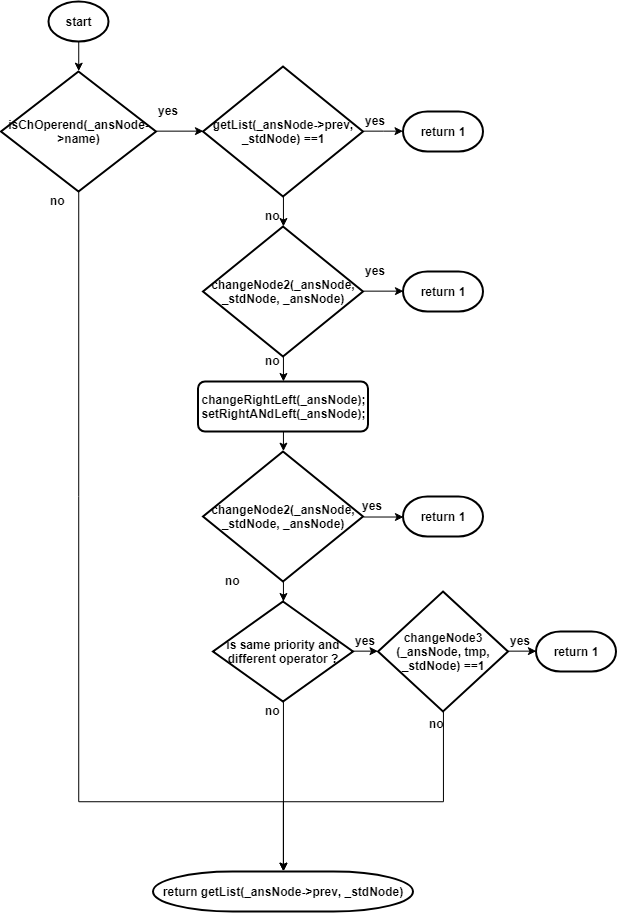 start
isChOperend(_ansNode-
>name)
yes
getList(_ansNode->prev,
_stdNode) ==1
yes
return 1
no
no
changeNode2(_ansNode,
_stdNode, _ansNode)
yes
return 1
no
changeRightLeft(_ansNode);
setRightANdLeft(_ansNode);
changeNode2(_ansNode,
_stdNode, _ansNode)
yes
return 1
no
is same priority and
different operator ?
yes
changeNode3
(_ansNode, tmp,
_stdNode) ==1
yes
return 1
no
no
return getList(_ansNode->prev, _stdNode)